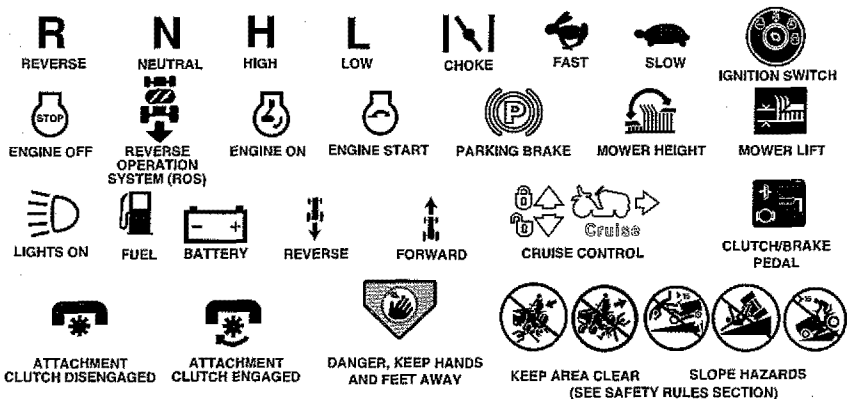 R N H L
REVERSE NEUTRAL HIGH LOW CHOKE FAST SLOW
IGNITION SWITCH
STOP P
ENGINE OFF REVERSE OPERATION SYSTEM (ROS) ENGINE ON ENGINE START PARKING BRAKE MOWER HEIGHT MOWER LIFT
Cruise
LIGHTS ON FUEL BATTERY REVERSE FORWARD CRUISE CONTROL CLUTCH/BRAKE PEDAL
ATTACHMENT CLUTCH DISENGAGED ATTACHMENT CLUTCH ENGAGED DANGER, KEEP HANDS AND FEET AWAY KEEP AREA CLEAR SLOPE HAZARDS
(SEE SAFETY RULES SECTION)